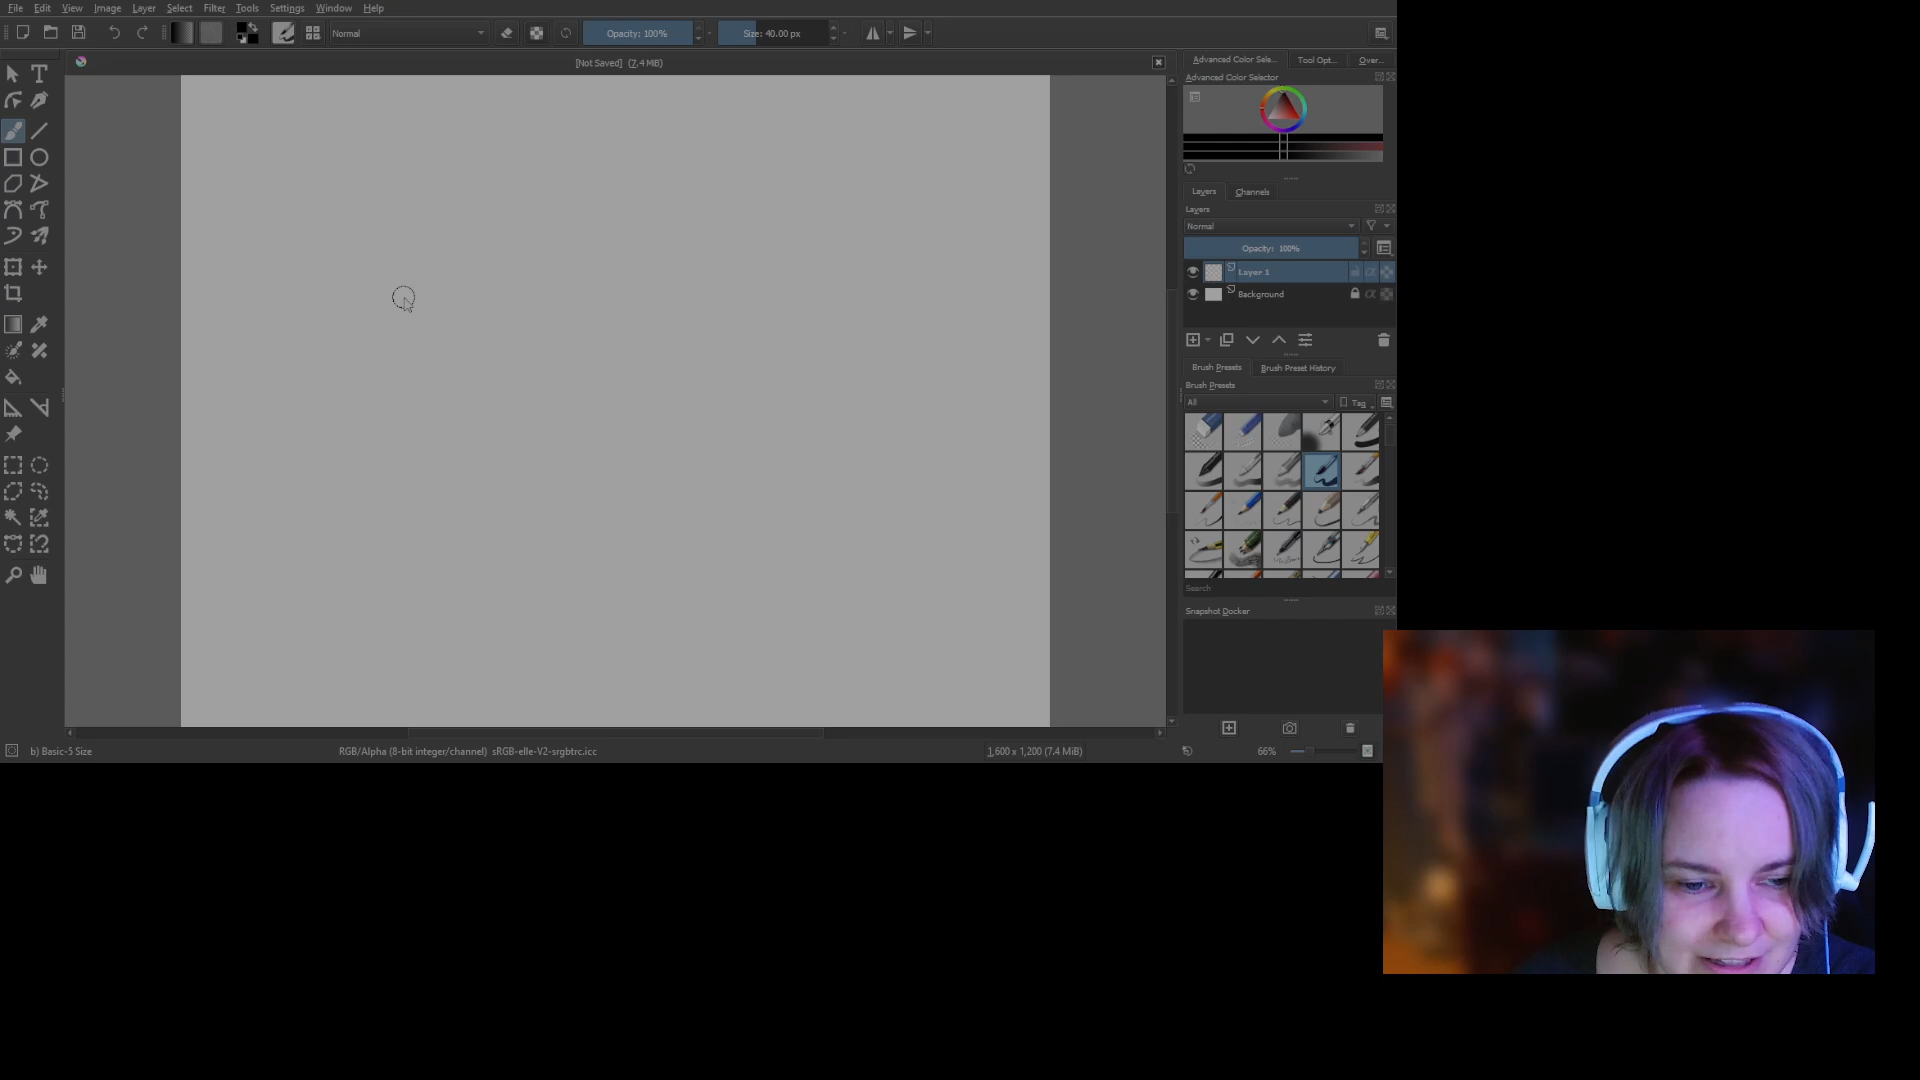 File Edit View Image Layer Select Filter Tools Settings Window Help
Normal
Opacity: 100%
Size: 40.00 px
[Not Saved] (7.4 MiB)
Advanced Color Sele...
Tool Opt...
Over...
Advanced Color Selector
Layers
Channels
Layers
Normal
Opacity: 100%
Layer 1
Background
Brush Presets
Brush Preset History
Brush Presets
All
Tag
Search
Snapshot Docker
b) Basic-5 Size
RGB/Alpha (8-bit integer/channel) sRGB-elle-V2-srgbtrc.icc
1,600 x 1,200 (7.4 MiB)
66%